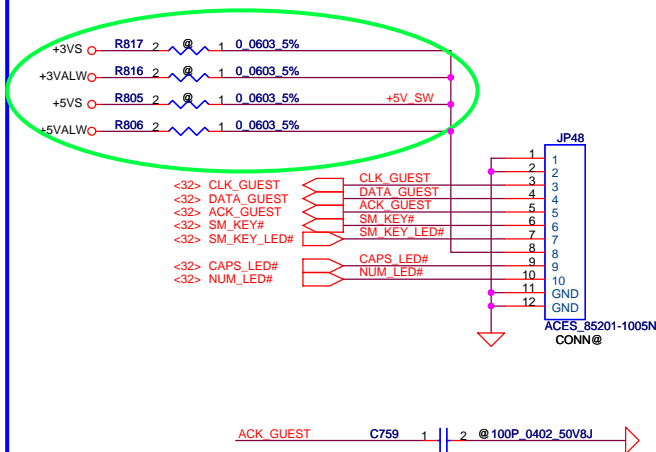 +3VS R817 2 @ 1 0_0603_5%
+3VALW R816 2 @ 1 0_0603_5%
+5VS R805 2 @ 1 0_0603_5% +5V_SW
+5VALW R806 2 1 0_0603_5%
JP48
1 1
2 2
<32> CLK_GUEST CLK_GUEST 3 3
<32> DATA_GUEST DATA_GUEST 4 4
<32> ACK_GUEST ACK_GUEST 5 5
<32> SM_KEY# SM_KEY# 6 6
<32> SM_KEY_LED# SM_KEY_LED# 7 7
8 8
<32> CAPS_LED# CAPS_LED# 9 9
<32> NUM_LED# NUM_LED# 10 10
11 GND
12 GND
ACES_85201-1005N
CONN@
ACK_GUEST C759 1 2 @100P_0402_50V8J